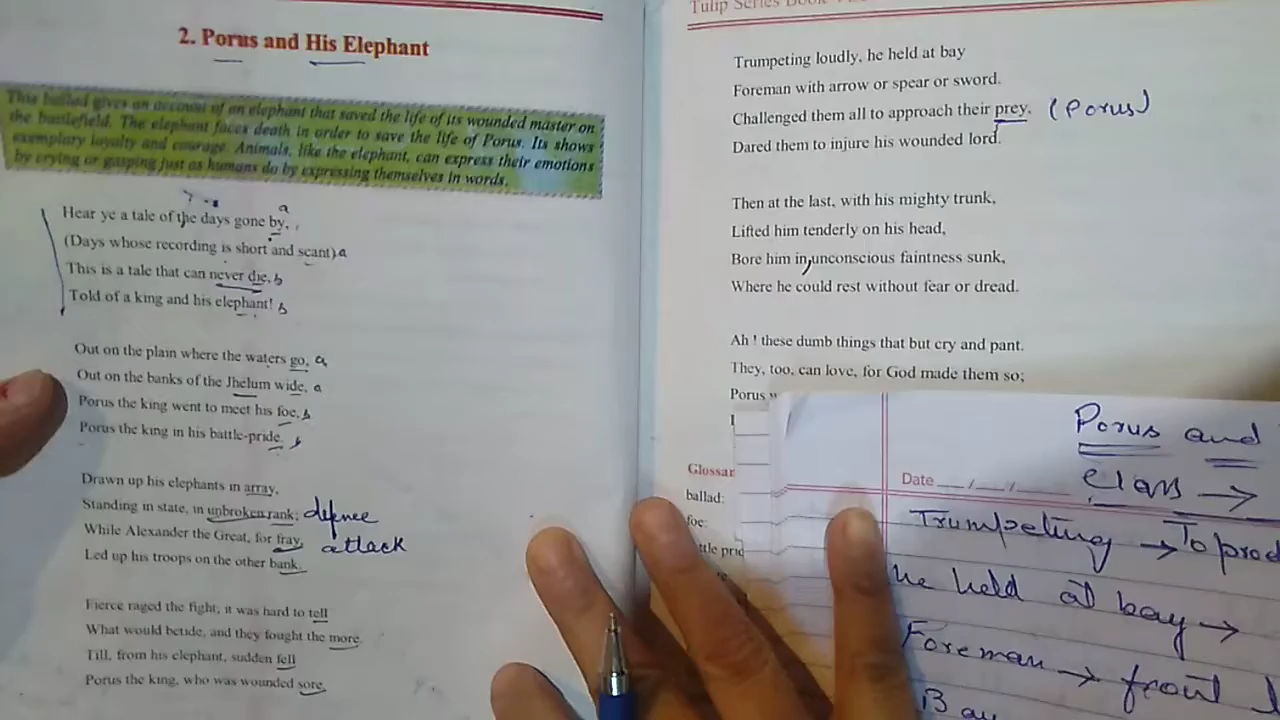 2. Porus and His Elephant
This ballad gives an account of an elephant that saved the life of its wounded master on
the battlefield. The elephant faces death in order to save the life of Porus. Its shows
exemplary loyalty and courage. Animals, like the elephant, can express their emotions
by crying or gasping just as humans do by expressing themselves in words.
Hear ye a tale of the days gone by, a
(Days whose recording is short and scant) a
This is a tale that can never die, b
Told of a king and his elephant! b
Out on the plain where the waters go, a
Out on the banks of the Jhelum wide, a
Porus the king went to meet his foe, b
Porus the king in his battle-pride. b
Drawn up his elephants in array,
Standing in state, in unbroken rank; defnee
While Alexander the Great, for fray, attack
Led up his troops on the other bank.
Fierce raged the fight; it was hard to tell
What would betide, and they fought the more.
Till, from his elephant, sudden fell
Porus the king, who was wounded sore.
Tulip Series Book
Trumpeting loudly, he held at bay
Foreman with arrow or spear or sword.
Challenged them all to approach their prey. (Porus)
Dared them to injure his wounded lord.
Then at the last, with his mighty trunk,
Lifted him tenderly on his head,
Bore him in, unconscious faintness sunk,
Where he could rest without fear or dread.
Ah ! these dumb things that but cry and pant.
They, too, can love, for God made them so;
Porus
Glossar
ballad:
foe:
ttle prid
Porus and
Date __/__/____ Class →
Trumpeting → To prod
he held at bay →
Foreman → front